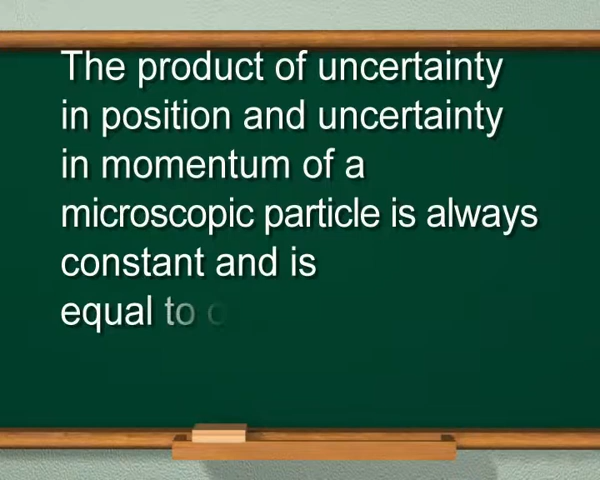 The product of uncertainty
in position and uncertainty
in momentum of a
microscopic particle is always
constant and is
equal to